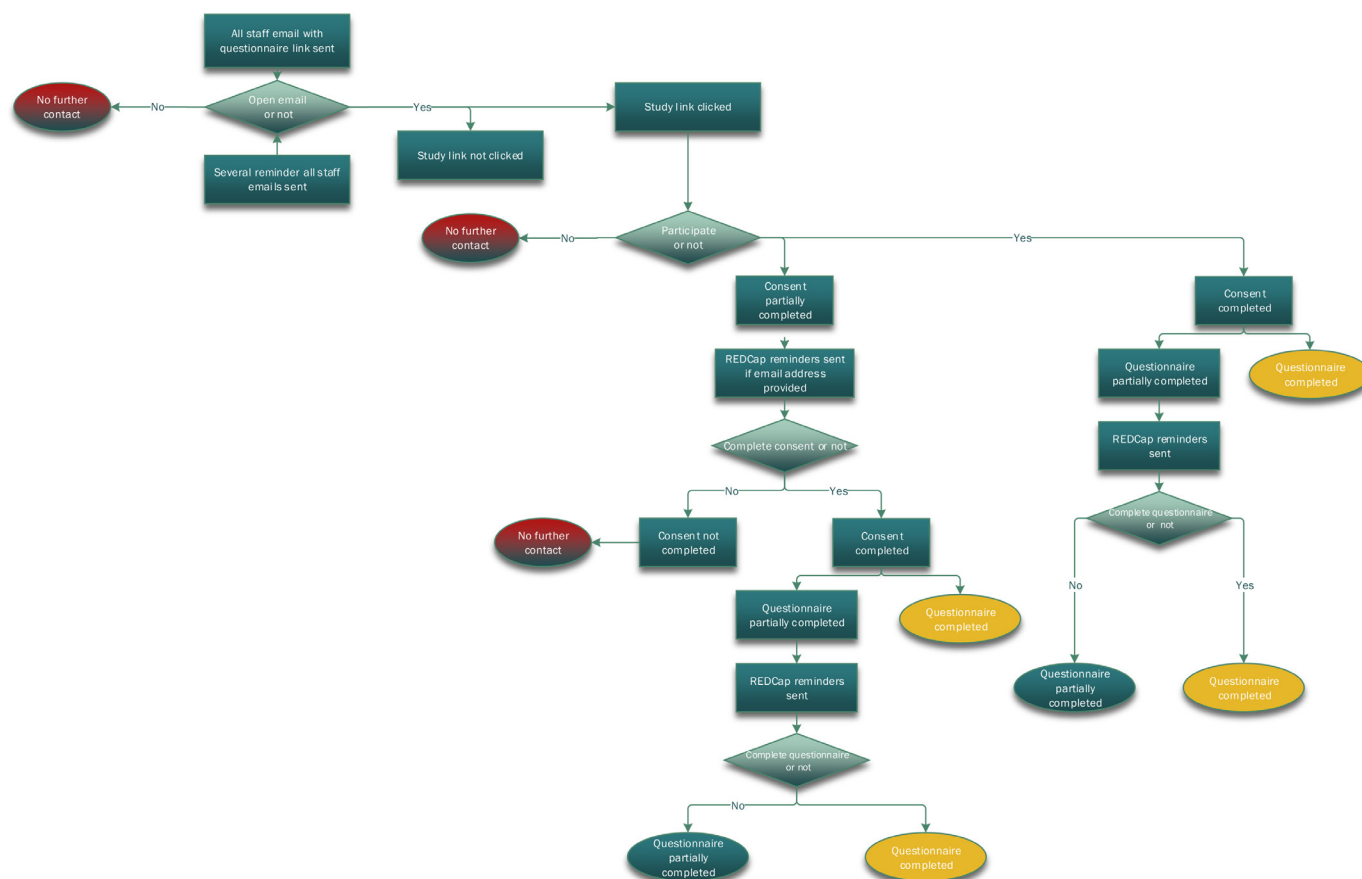 All staff email with
questionnaire link sent
No further
contact
No
Open email
or not
Yes
Study link clicked
Study link not clicked
Several reminder all staff
emails sent
No further
contact
No
Participate
or not
Yes
Consent
partially
completed
Consent
completed
REDCap reminders sent
if email address
provided
Questionnaire
partially completed
Questionnaire
completed
Complete consent or not
REDCap reminders
sent
No
Yes
Complete questionnaire
or not
No further
contact
Consent not
completed
Consent
completed
No
Yes
Questionnaire
partially completed
Questionnaire
completed
REDCap reminders
sent
Questionnaire
partially
completed
Questionnaire
completed
Complete questionnaire
or not
No
Yes
Questionnaire
partially
completed
Questionnaire
completed